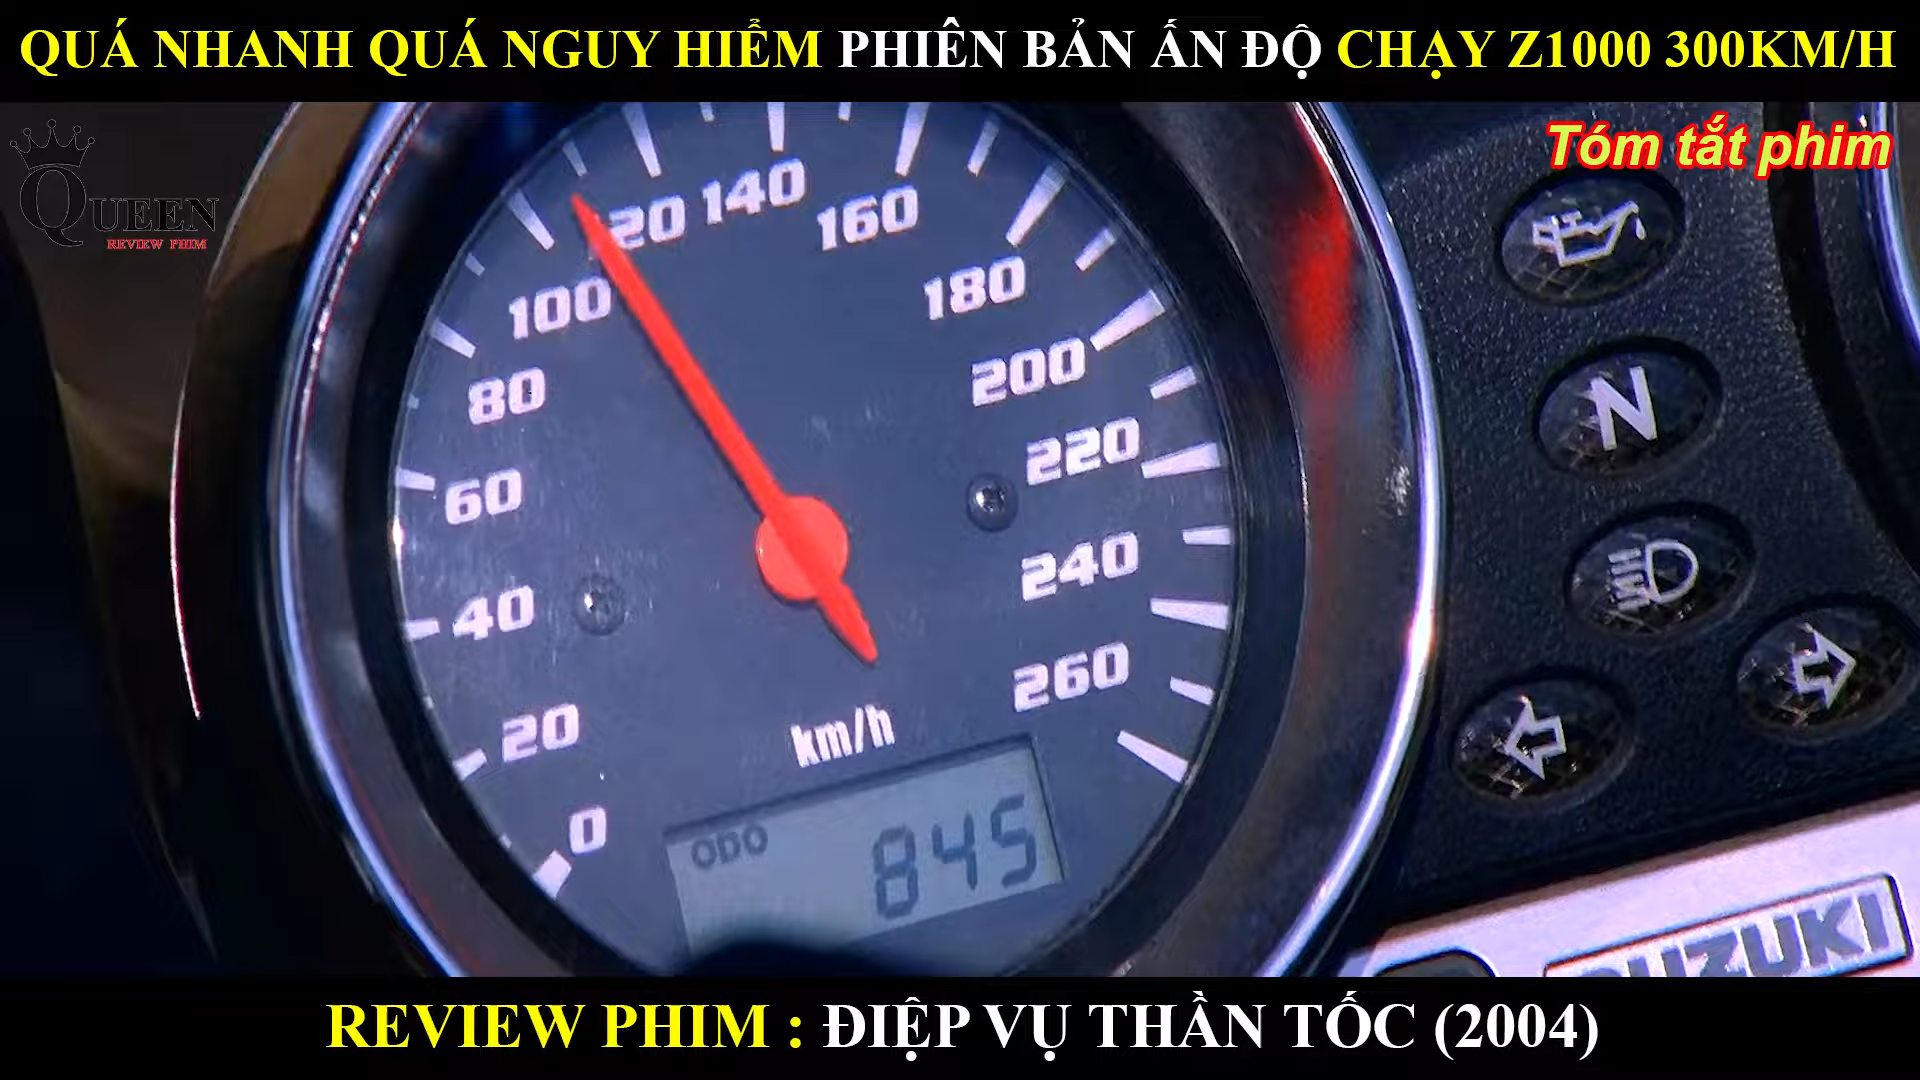 QUÁ NHANH QUÁ NGUY HIỂM PHIÊN BẢN ẤN ĐỘ CHẠY Z1000 300KM/H
QUEEN
REVIEW PHIM
Tóm tắt phim
0
20
40
60
80
100
120
140
160
180
200
220
240
260
km/h
ODO
845
N
SUZUKI
REVIEW PHIM : ĐIỆP VỤ THẦN TỐC (2004)